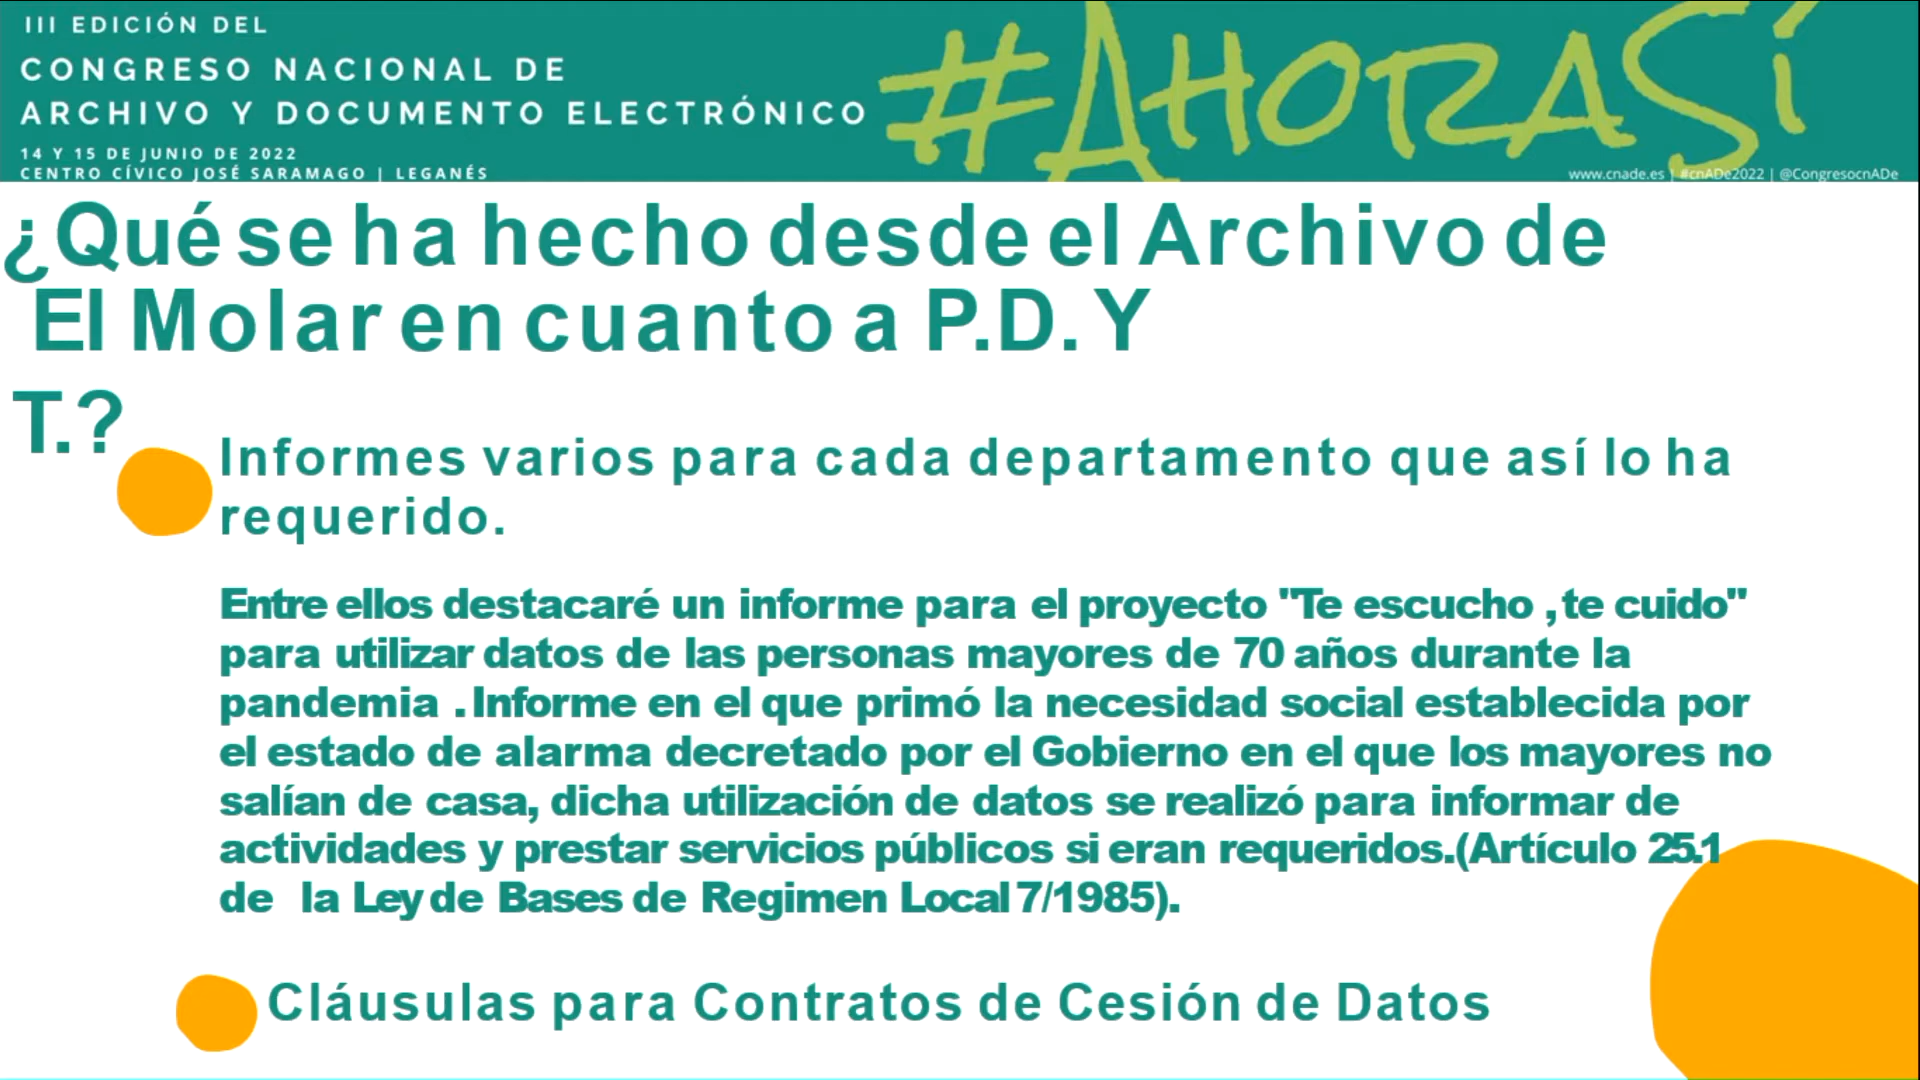 III EDICIÓN DEL
CONGRESO NACIONAL DE
ARCHIVO Y DOCUMENTO ELECTRÓNICO
14 Y 15 DE JUNIO DE 2022
CENTRO CÍVICO JOSÉ SARAMAGO | LEGANÉS
#AHORASÍ
www.cnade.es | #cnADe2022 | @CongresocnADe
¿Qué se ha hecho desde el Archivo de
El Molar en cuanto a P.D. Y
T.?
Informes varios para cada departamento que así lo ha
requerido.
Entre ellos destacaré un informe para el proyecto "Te escucho , te cuido"
para utilizar datos de las personas mayores de 70 años durante la
pandemia . Informe en el que primó la necesidad social establecida por
el estado de alarma decretado por el Gobierno en el que los mayores no
salían de casa, dicha utilización de datos se realizó para informar de
actividades y prestar servicios públicos si eran requeridos.(Artículo 25.1
de la Ley de Bases de Regimen Local 7/1985).
Cláusulas para Contratos de Cesión de Datos